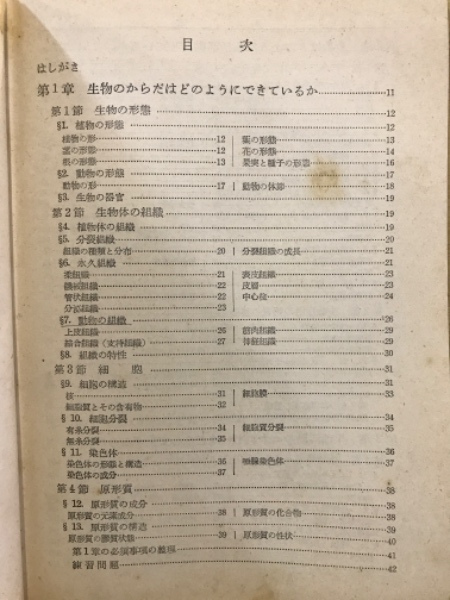 目次
はしがき
第1章 生物のからだはどのようにできているか 11
第1節 生物の形態 12
§1. 植物の形態 12
植物の形 12 葉の形態 13
茎の形態 12 花の形態 14
根の形態 13 果実と種子の形態 16
§2. 動物の形態 17
動物の形 17 動物の体節 18
§3. 生物の器官 19
第2節 生物体の組織 19
§4. 植物体の組織 19
§5. 分裂組織 20
組織の種類と分布 20 分裂組織の成長 21
§6. 永久組織 21
柔組織 21 表皮組織 23
機械組織 22 皮層 23
管状組織 22 中心柱 24
分泌組織 23
§7. 動物の組織 26
上皮組織 26 筋肉組織 29
結合組織(支持組織) 27 神経組織 29
§8. 組織の特性 30
第3節 細胞 31
§9. 細胞の構造 31
核 31 細胞膜 33
細胞質とその含有物 32
§10. 細胞分裂 34
有糸分裂 34 細胞質分裂 35
無糸分裂 35
§11. 染色体 36
染色体の形態と構造 36 唾腺染色体 37
染色体の成分 37
第4節 原形質 38
§12. 原形質の成分 38
原形質の元素成分 38 原形質の化合物 38
§13. 原形質の構造 39
原形質の膠質状態 39 原形質の性状 40
第1章の必須事項の整理 41
練習問題 42